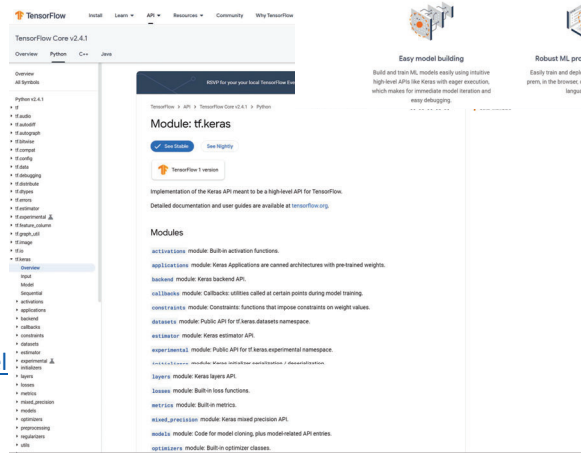 TensorFlow
Install Learn API Resources Community Why TensorFlow
TensorFlow Core v2.4.1
Overview Python C++ Java
Overview
All Symbols
Python v2.4.1
tf
tf.audio
tf.autodiff
tf.autograph
tf.bitwise
tf.compat
tf.config
tf.data
tf.debugging
tf.distribute
tf.dtypes
tf.errors
tf.estimator
tf.experimental
tf.feature_column
tf.graph_util
tf.image
tf.io
tf.keras
Overview
Input
Model
Sequential
activations
applications
backend
callbacks
constraints
datasets
estimator
experimental
initializers
layers
losses
metrics
mixed_precision
models
optimizers
preprocessing
regularizers
utils
RSVP for your your local TensorFlow
TensorFlow > API > TensorFlow Core v2.4.1 > Python
Module: tf.keras
See Stable See Nightly
TensorFlow 1 version
Implementation of the Keras API meant to be a high-level API for TensorFlow.
Detailed documentation and user guides are available at tensorflow.org.
Modules
activations module: Built-in activation functions.
applications module: Keras Applications are canned architectures with pre-trained weights.
backend module: Keras backend API.
callbacks module: Callbacks: utilities called at certain points during model training.
constraints module: Constraints: functions that impose constraints on weight values.
datasets module: Public API for tf.keras.datasets namespace.
estimator module: Keras estimator API.
experimental module: Public API for tf.keras.experimental namespace.
initializers module: Keras initializer serialization / deserialization.
layers module: Keras layers API.
losses module: Built-in loss functions.
metrics module: Built-in metrics.
mixed_precision module: Keras mixed precision API.
models module: Code for model cloning, plus model-related API entries.
optimizers module: Built-in optimizer classes.
Easy model building
Build and train ML models easily using intuitive
high-level APIs like Keras with eager execution,
which makes for immediate model iteration and
easy debugging.
Robust ML
Easily train and
prem, in the browser,